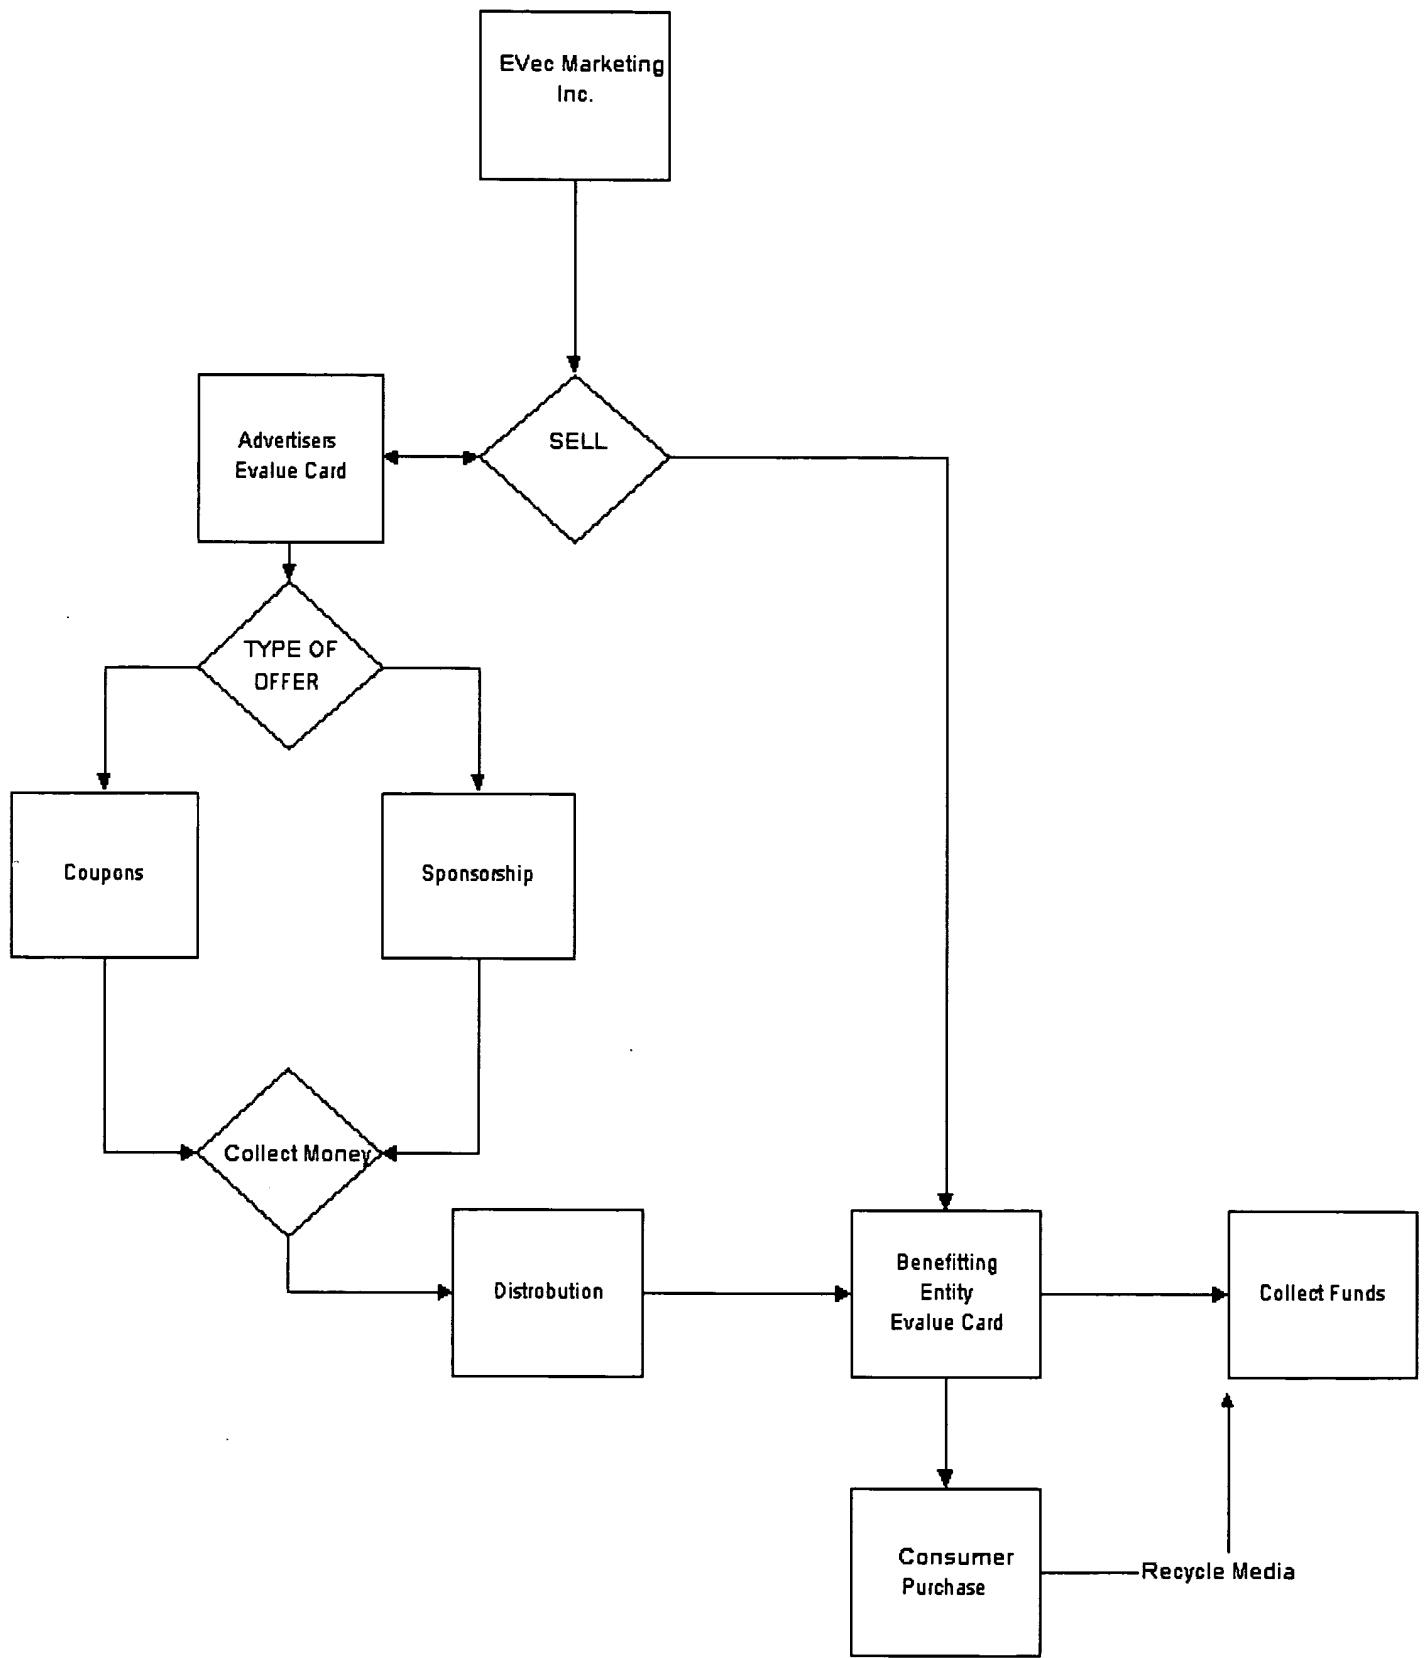 EVec Marketing
Inc.
SELL
Advertisers
Evalue Card
TYPE OF
OFFER
Coupons
Sponsorship
Collect Money
Distrobution
Benefitting
Entity
Evalue Card
Collect Funds
Consumer
Purchase
Recycle Media